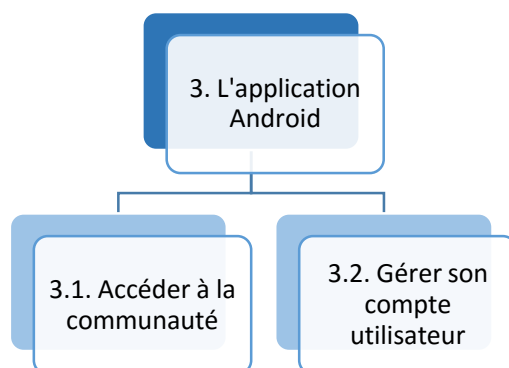 3. L'application
Android
3.1. Accéder à la
communauté
3.2. Gérer son
compte
utilisateur